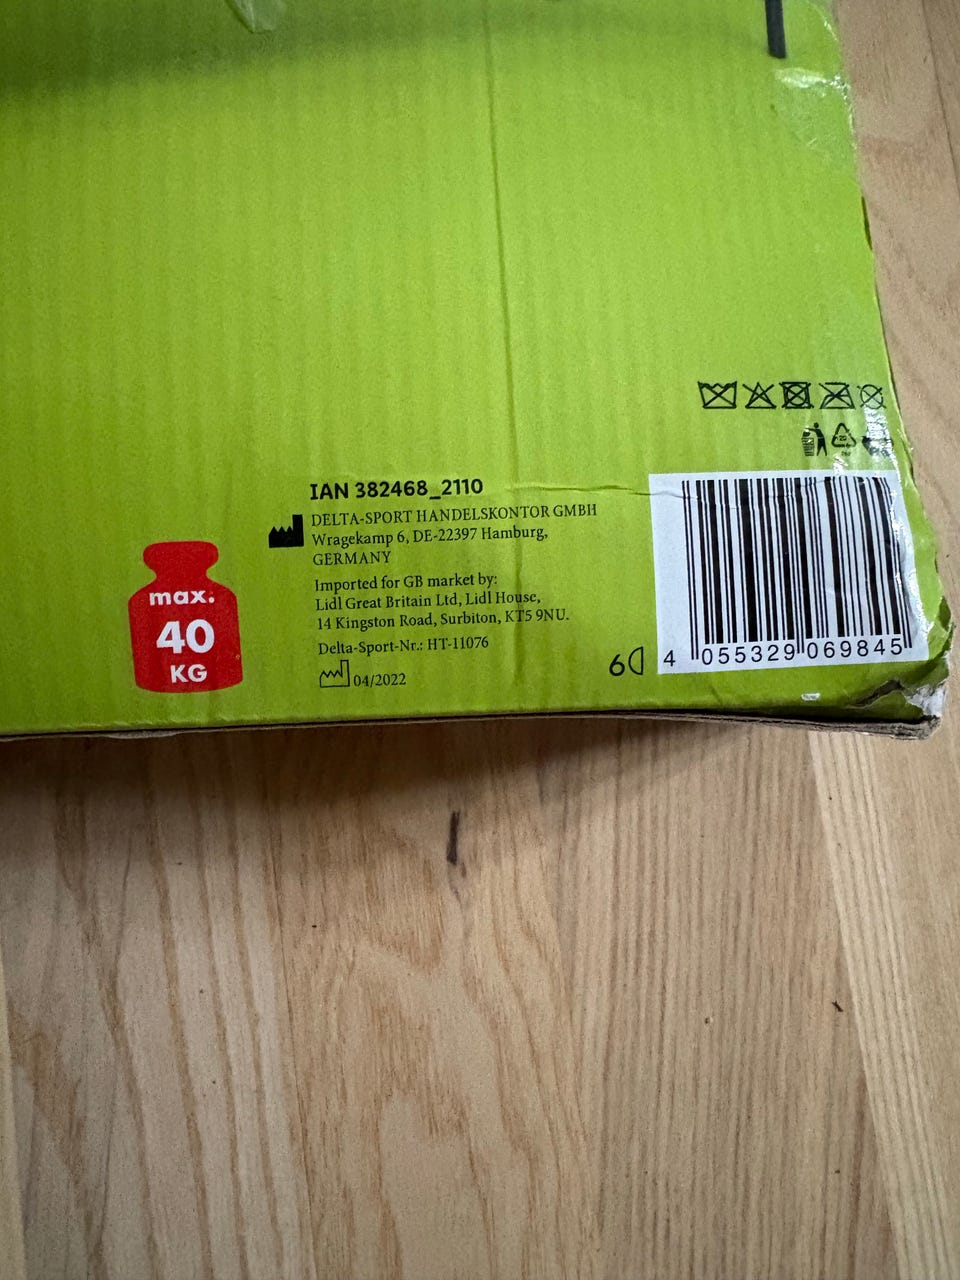 IAN 382468_2110
DELTA-SPORT HANDELSKONTOR GMBH
Wragekamp 6, DE-22397 Hamburg,
GERMANY
Imported for GB market by:
Lidl Great Britain Ltd, Lidl House,
14 Kingston Road, Surbiton, KT5 9NU.
Delta-Sport-Nr.: HT-11076
04/2022
max.
40
KG
6
4 055329 069845